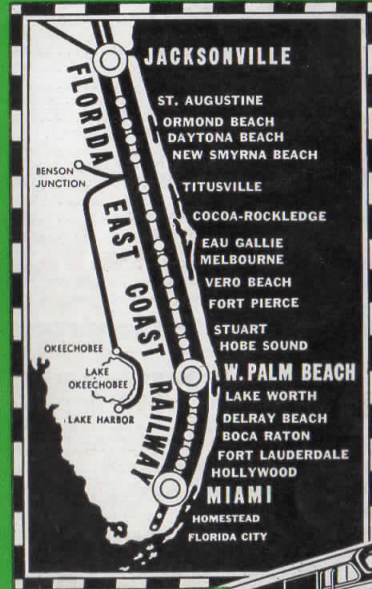 JACKSONVILLE
FLORIDA EAST COAST RAILWAY
ST. AUGUSTINE
ORMOND BEACH
DAYTONA BEACH
NEW SMYRNA BEACH
BENSON
JUNCTION
TITUSVILLE
COCOA-ROCKLEDGE
EAU GALLIE
MELBOURNE
VERO BEACH
FORT PIERCE
STUART
HOBE SOUND
OKEECHOBEE
LAKE
OKEECHOBEE
LAKE HARBOR
W. PALM BEACH
LAKE WORTH
DELRAY BEACH
BOCA RATON
FORT LAUDERDALE
HOLLYWOOD
MIAMI
HOMESTEAD
FLORIDA CITY